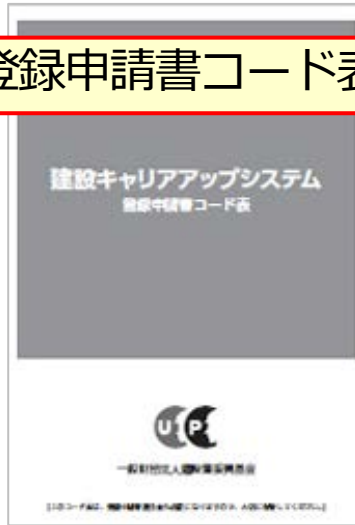 登録申請書コード表
建設キャリアアップシステム
登録申請書コード表
一般財団法人建設業振興基金